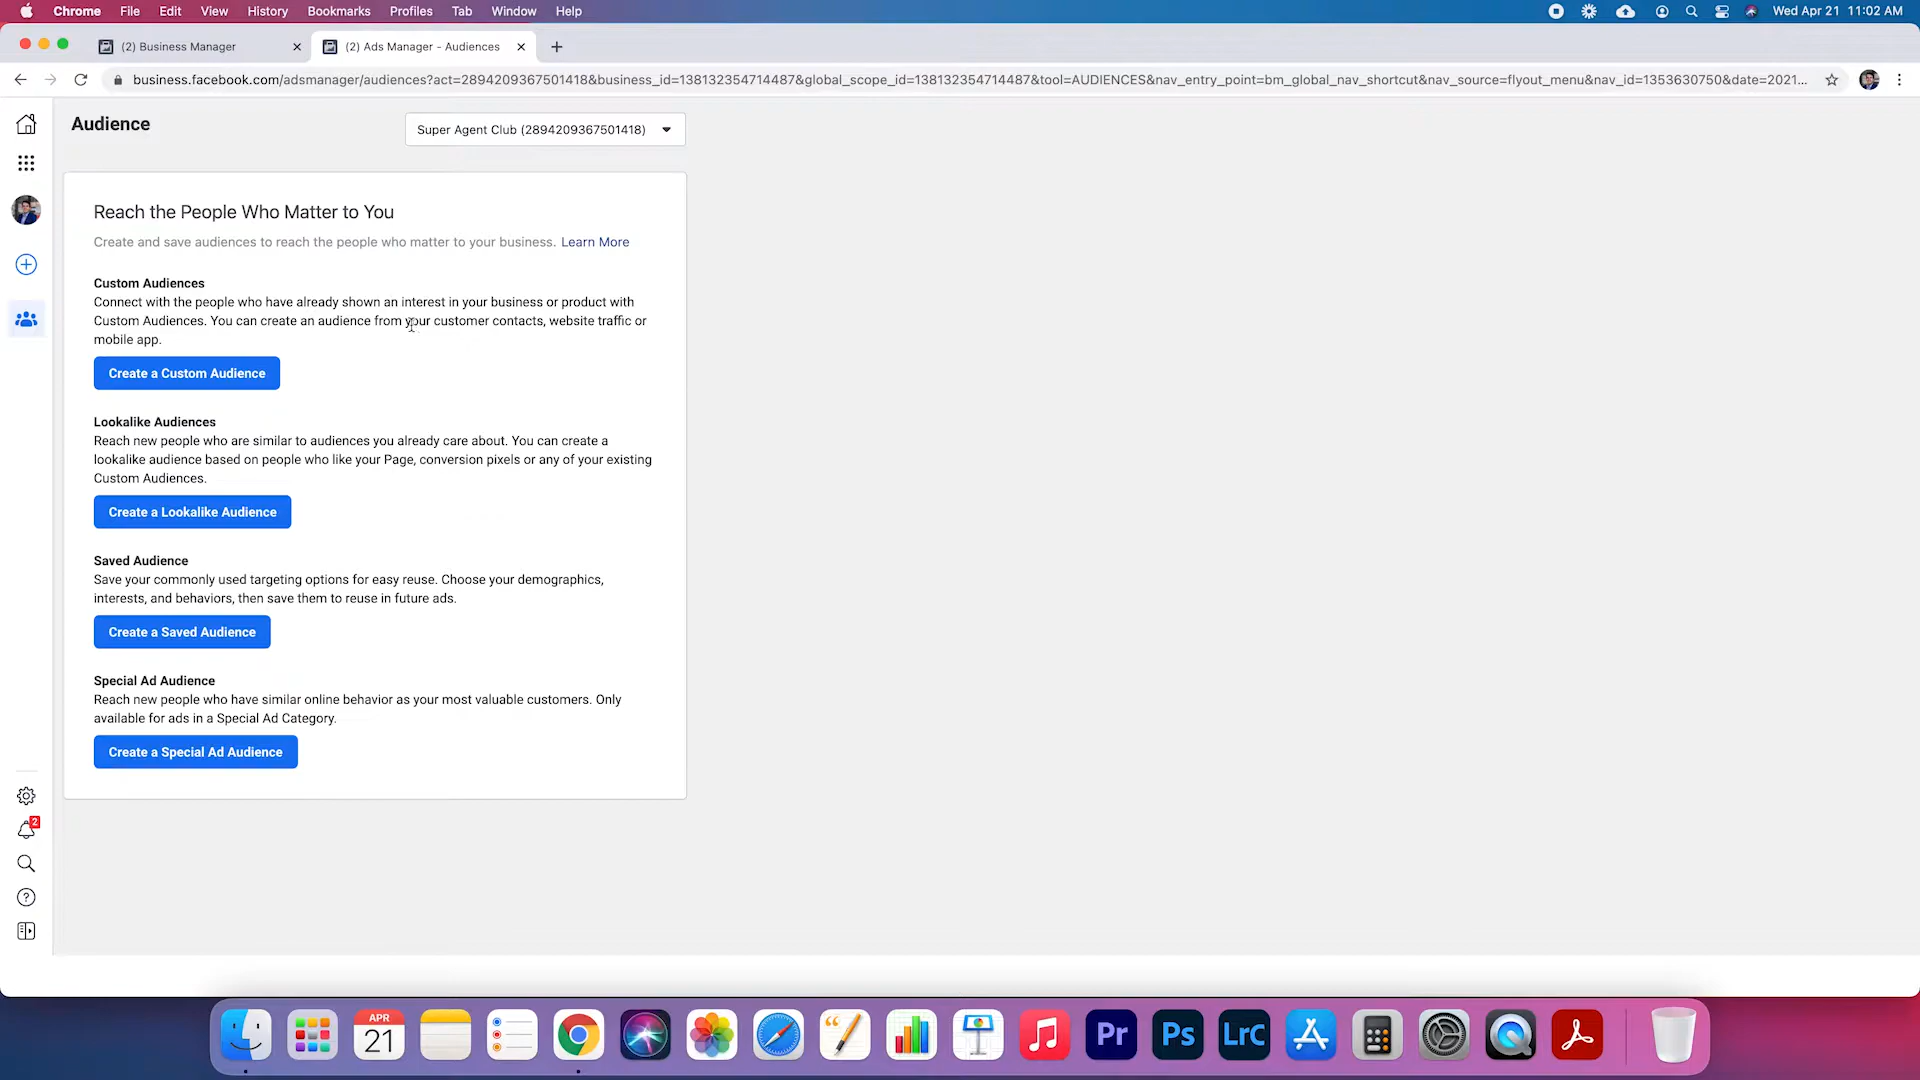 Chrome File Edit View History Bookmarks Profiles Tab Window Help Wed Apr 21 11:02 AM
(2) Business Manager (2) Ads Manager - Audiences
business.facebook.com/adsmanager/audiences?act=2894209367501418&business_id=138132354714487&global_scope_id=138132354714487&tool=AUDIENCES&nav_entry_point=bm_global_nav_shortcut&nav_source=flyout_menu&nav_id=1353630750&date=2021...
Audience
Super Agent Club (2894209367501418)
Reach the People Who Matter to You
Create and save audiences to reach the people who matter to your business. Learn More
Custom Audiences
Connect with the people who have already shown an interest in your business or product with
Custom Audiences. You can create an audience from your customer contacts, website traffic or
mobile app.
Create a Custom Audience
Lookalike Audiences
Reach new people who are similar to audiences you already care about. You can create a
lookalike audience based on people who like your Page, conversion pixels or any of your existing
Custom Audiences.
Create a Lookalike Audience
Saved Audience
Save your commonly used targeting options for easy reuse. Choose your demographics,
interests, and behaviors, then save them to reuse in future ads.
Create a Saved Audience
Special Ad Audience
Reach new people who have similar online behavior as your most valuable customers. Only
available for ads in a Special Ad Category.
Create a Special Ad Audience
2
APR
21
Pr Ps LrC